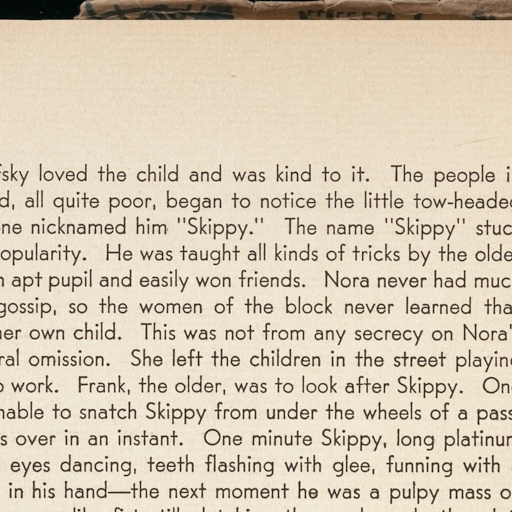 fsky loved the child and was kind to it. The people i
d, all quite poor, began to notice the little tow-headed
ne nicknamed him "Skippy." The name "Skippy" stuc
opularity. He was taught all kinds of tricks by the olde
n apt pupil and easily won friends. Nora never had muc
gossip, so the women of the block never learned tha
her own child. This was not from any secrecy on Nora'
ral omission. She left the children in the street playing
o work. Frank, the older, was to look after Skippy. On
nable to snatch Skippy from under the wheels of a pass
s over in an instant. One minute Skippy, long platinum
eyes dancing, teeth flashing with glee, funning with
in his hand—the next moment he was a pulpy mass o